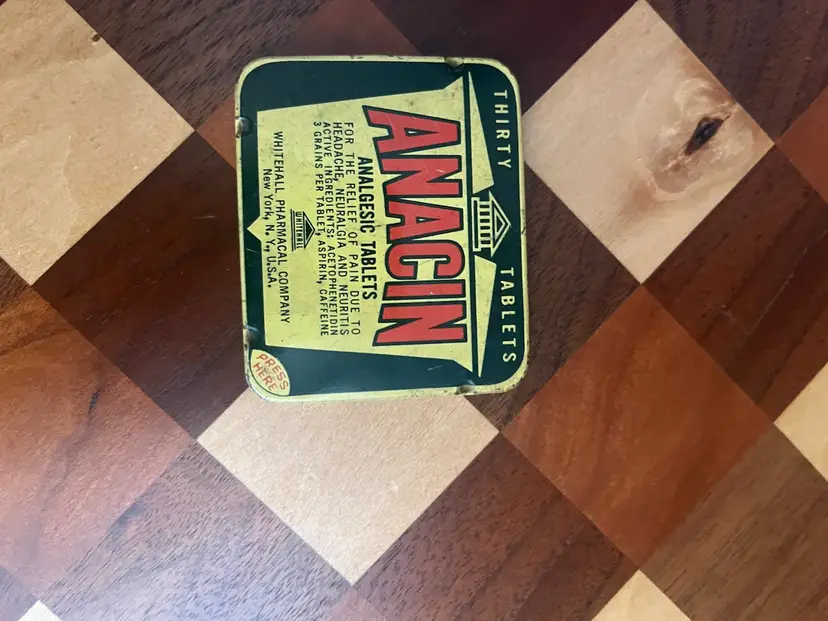 THIRTY TABLETS
ANACIN
ANALGESIC TABLETS
FOR THE RELIEF OF PAIN DUE TO
HEADACHE, NEURALGIA AND NEURITIS
ACTIVE INGREDIENTS: ACETOPHENETIDIN
3 GRAINS PER TABLET, ASPIRIN, CAFFEINE
WHITEHALL
WHITEHALL PHARMACAL COMPANY
New York, N. Y., U.S.A.
PRESS
HERE